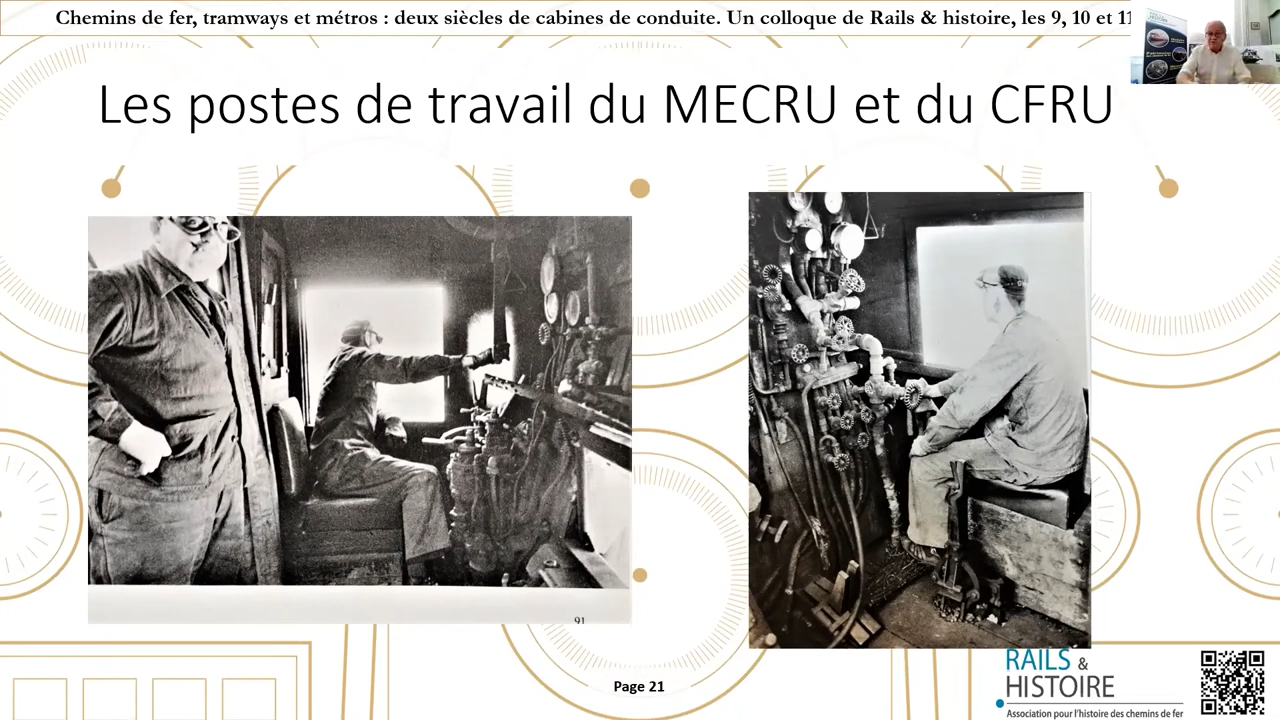 Chemins de fer, tramways et métros : deux siècles de cabines de conduite. Un colloque de Rails & histoire, les 9, 10 et 11
Les postes de travail du MECRU et du CFRU
91
Page 21
RAILS &
HISTOIRE
Association pour l'histoire des chemins de fer